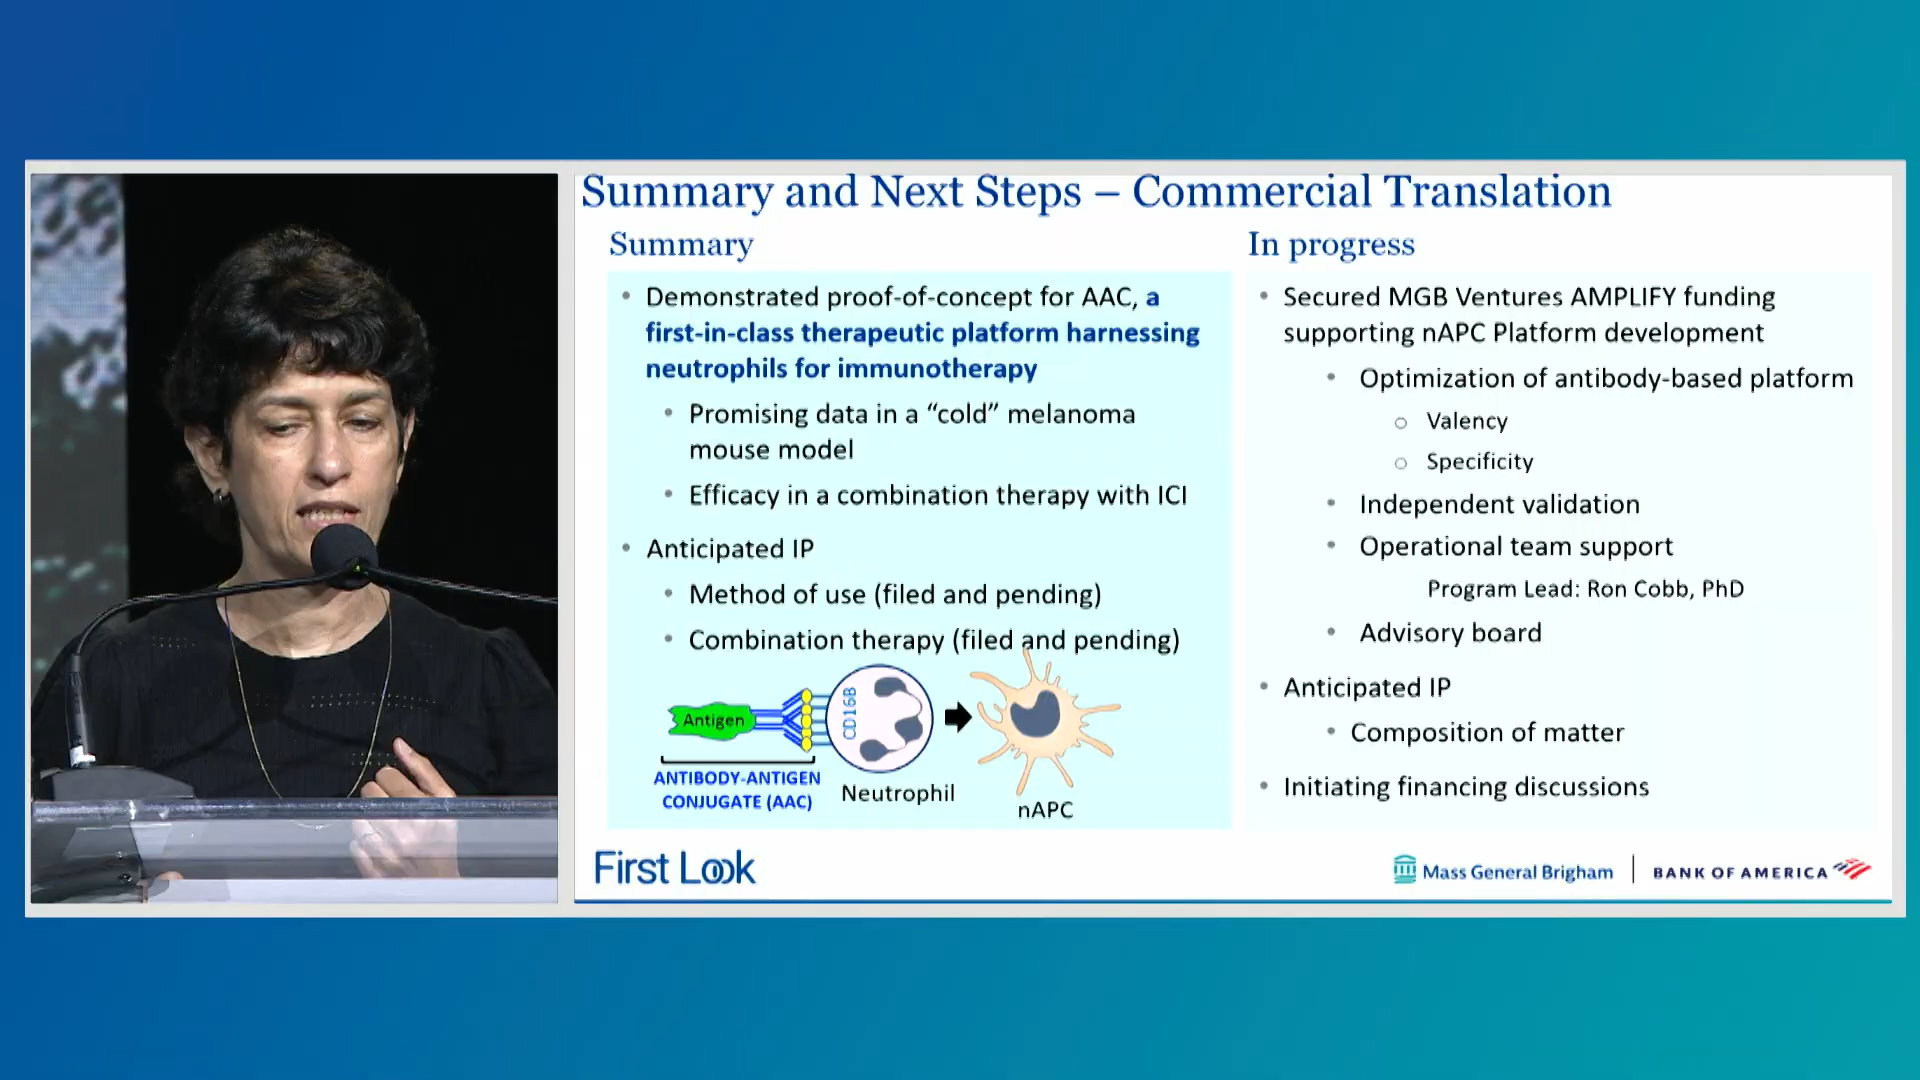 Summary and Next Steps – Commercial Translation
Summary
• Demonstrated proof-of-concept for AAC, a
first-in-class therapeutic platform harnessing
neutrophils for immunotherapy
• Promising data in a “cold” melanoma
mouse model
• Efficacy in a combination therapy with ICI
• Anticipated IP
• Method of use (filed and pending)
• Combination therapy (filed and pending)
Antigen
CD16B
ANTIBODY-ANTIGEN
CONJUGATE (AAC)
Neutrophil
nAPC
In progress
• Secured MGB Ventures AMPLIFY funding
supporting nAPC Platform development
• Optimization of antibody-based platform
○ Valency
○ Specificity
• Independent validation
• Operational team support
Program Lead: Ron Cobb, PhD
• Advisory board
• Anticipated IP
• Composition of matter
• Initiating financing discussions
First Look
Mass General Brigham
BANK OF AMERICA